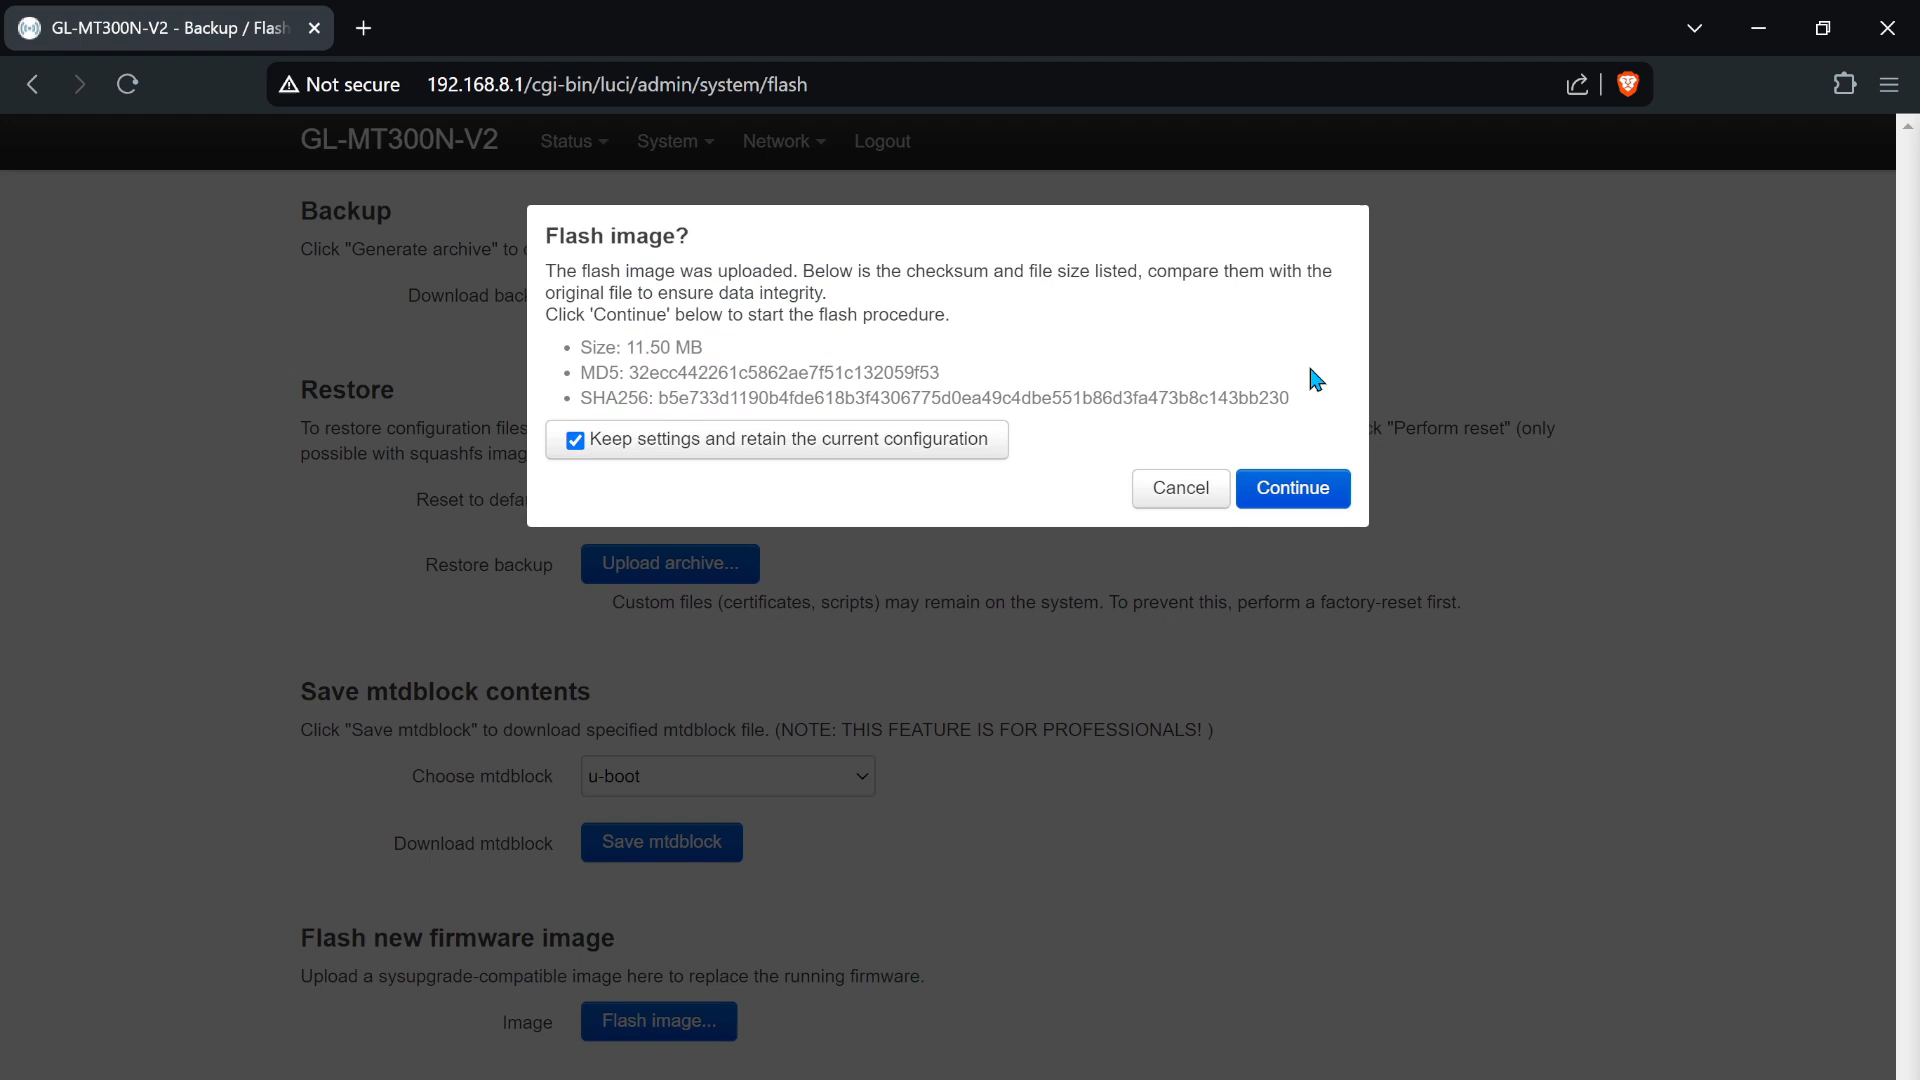 GL-MT300N-V2 - Backup / Flash
Not secure 192.168.8.1/cgi-bin/luci/admin/system/flash
GL-MT300N-V2 Status System Network Logout
Backup
Click "Generate archive" to
Download back
Flash image?
The flash image was uploaded. Below is the checksum and file size listed, compare them with the
original file to ensure data integrity.
Click 'Continue' below to start the flash procedure.
• Size: 11.50 MB
• MD5: 32ecc442261c5862ae7f51c132059f53
• SHA256: b5e733d1190b4fde618b3f4306775d0ea49c4dbe551b86d3fa473b8c143bb230
Keep settings and retain the current configuration
Cancel Continue
Restore
To restore configuration files ck "Perform reset" (only
possible with squashfs imag
Reset to defa
Restore backup Upload archive...
Custom files (certificates, scripts) may remain on the system. To prevent this, perform a factory-reset first.
Save mtdblock contents
Click "Save mtdblock" to download specified mtdblock file. (NOTE: THIS FEATURE IS FOR PROFESSIONALS! )
Choose mtdblock u-boot
Download mtdblock Save mtdblock
Flash new firmware image
Upload a sysupgrade-compatible image here to replace the running firmware.
Image Flash image...